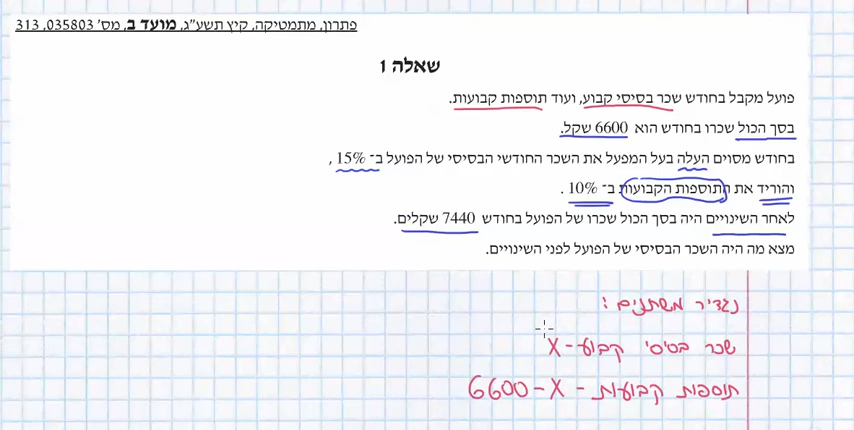 פתרון, מתמטיקה, קיץ תשע"ג, מועד ב, מס' 035803, 313
שאלה 1
פועל מקבל בחודש שכר בסיסי קבוע, ועוד תוספות קבועות.
בסך הכול שכרו בחודש הוא 6600 שקל.
בחודש מסוים העלה בעל המפעל את השכר החודשי הבסיסי של הפועל ב־ 15% ,
והוריד את התוספות הקבועות ב־ 10% .
לאחר השינויים היה בסך הכול שכרו של הפועל בחודש 7440 שקלים.
מצא מה היה השכר הבסיסי של הפועל לפני השינויים.
נגדיר משתנים :
שכר בסיסי קבוע - X
תוספות קבועות - 6600 - X